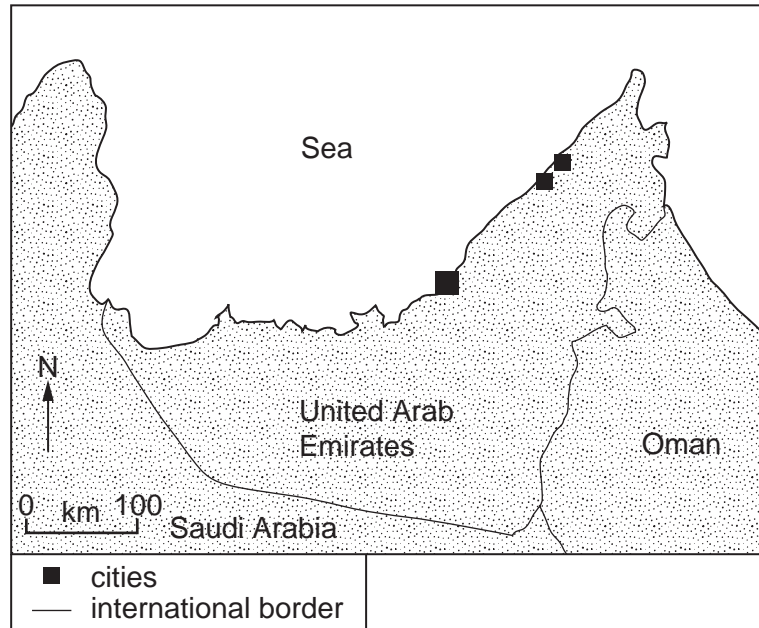 Sea
N
United Arab
Emirates
Oman
0 km 100
Saudi Arabia
cities
international border